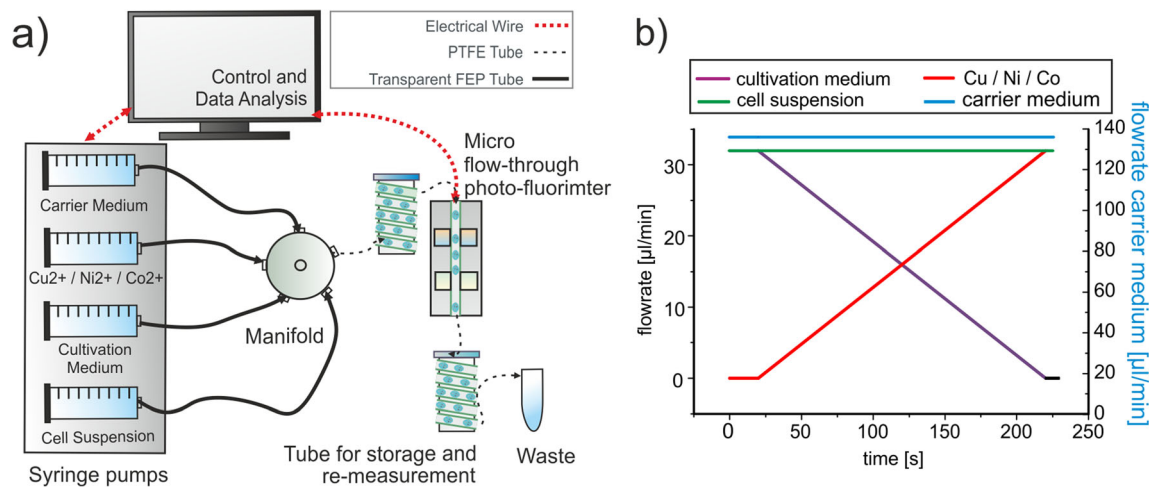 a)
Electrical Wire
PTFE Tube
Transparent FEP Tube
Control and
Data Analysis
Micro
flow-through
photo-fluorimter
Carrier Medium
Cu2+ / Ni2+ / Co2+
Manifold
Cultivation
Medium
Cell Suspension
Syringe pumps
Tube for storage and
re-measurement
Waste
b)
cultivation medium
Cu / Ni / Co
cell suspension
carrier medium
flowrate [µl/min]
30
20
10
0
0
50
100
150
200
250
time [s]
140
120
100
80
60
40
20
0
flowrate carrier medium [µl/min]